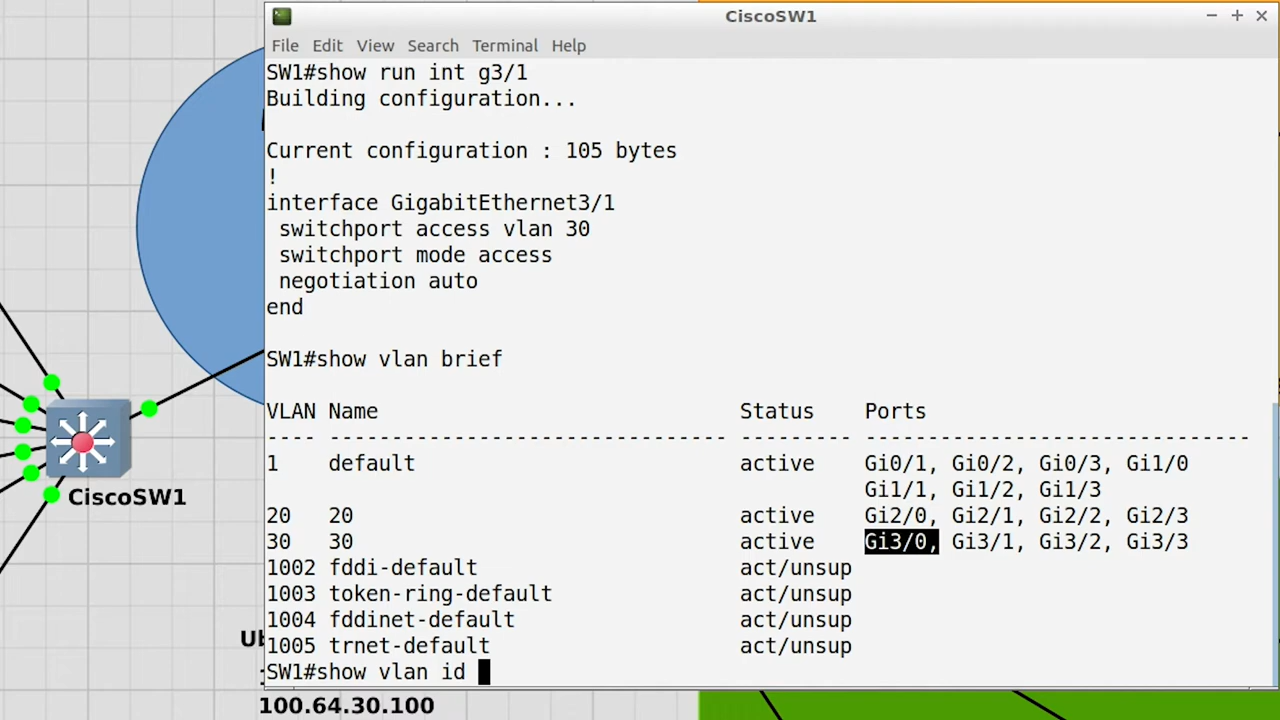 CiscoSW1
File Edit View Search Terminal Help
SW1#show run int g3/1
Building configuration...
Current configuration : 105 bytes
!
interface GigabitEthernet3/1
switchport access vlan 30
switchport mode access
negotiation auto
end
SW1#show vlan brief
VLAN Name Status Ports
---- -------------------------------- --------- -------------------------------
1 default active Gi0/1, Gi0/2, Gi0/3, Gi1/0
Gi1/1, Gi1/2, Gi1/3
20 20 active Gi2/0, Gi2/1, Gi2/2, Gi2/3
30 30 active Gi3/0, Gi3/1, Gi3/2, Gi3/3
1002 fddi-default act/unsup
1003 token-ring-default act/unsup
1004 fddinet-default act/unsup
1005 trnet-default act/unsup
SW1#show vlan id
CiscoSW1
100.64.30.100